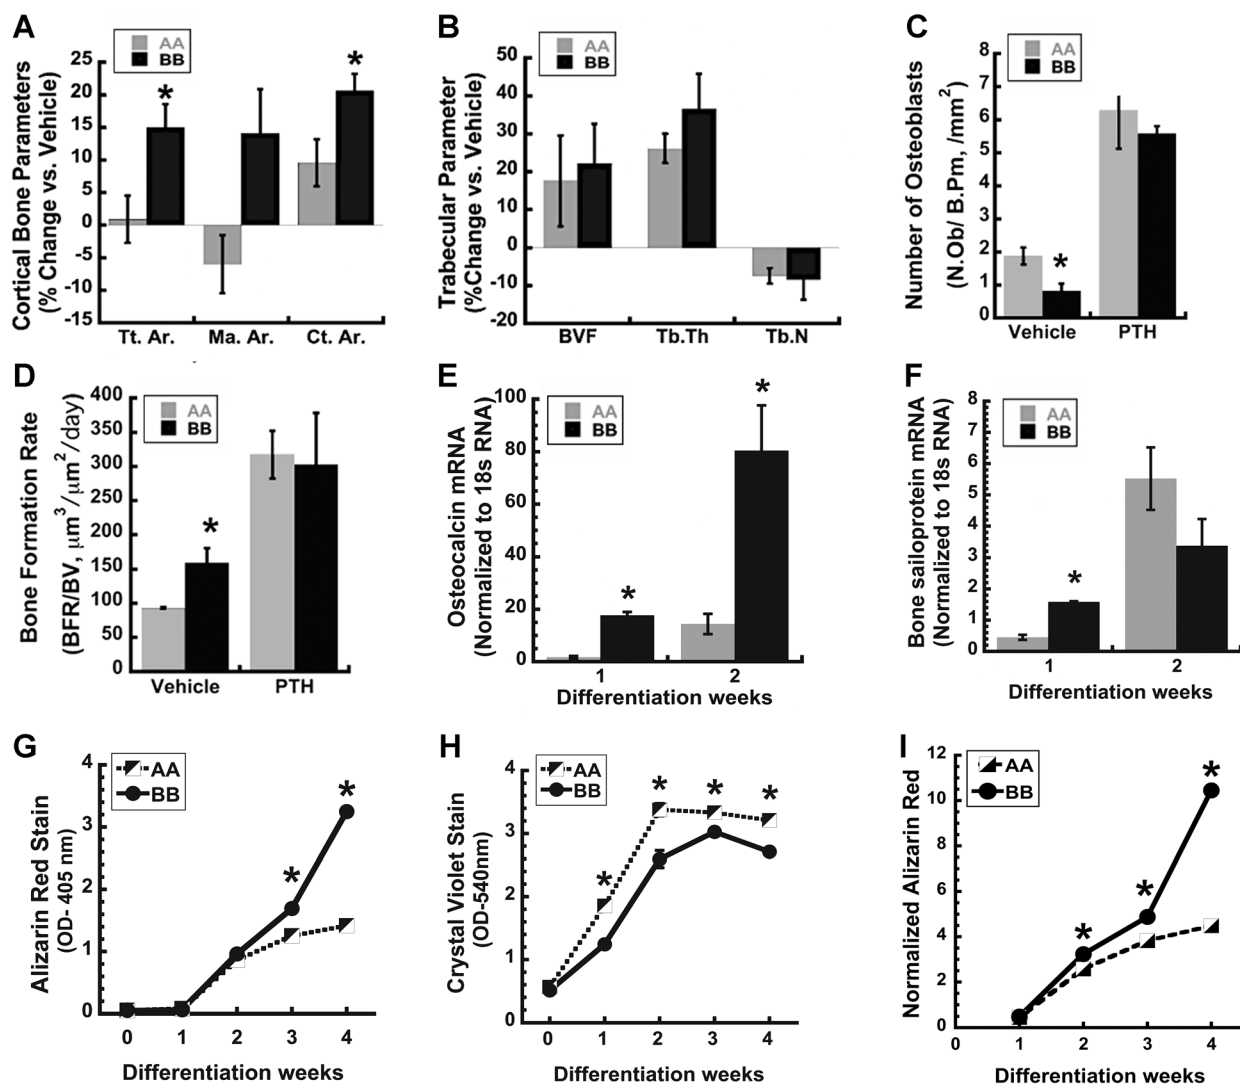 A
AA
BB
Cortical Bone Parameters
(% Change vs. Vehicle)
25
20
15
10
5
0
-5
-10
-15
*
*
Tt. Ar.
Ma. Ar.
Ct. Ar.
B
AA
BB
Trabecular Parameter
(%Change vs. Vehicle)
50
40
30
20
10
0
-10
-20
BVF
Tb.Th
Tb.N
C
AA
BB
Number of Osteoblasts
(N.Ob/ B.Pm, /mm²)
8
7
6
5
4
3
2
1
0
*
Vehicle
PTH
D
AA
BB
Bone Formation Rate
(BFR/BV, μm³/μm²/day)
400
350
300
250
200
150
100
50
0
*
Vehicle
PTH
E
AA
BB
Osteocalcin mRNA
(Normalized to 18s RNA)
100
80
60
40
20
0
*
*
1
2
Differentiation weeks
F
AA
BB
Bone sailoprotein mRNA
(Normalized to 18s RNA)
8
7
6
5
4
3
2
1
0
*
1
2
Differentiation weeks
G
AA
BB
Alizarin Red Stain
(OD- 405 nm)
4
3
2
1
0
*
*
0
1
2
3
4
Differentiation weeks
H
AA
BB
Crystal Violet Stain
(OD-540nm)
4
3
2
1
0
*
*
*
*
0
1
2
3
4
Differentiation weeks
I
AA
BB
Normalized Alizarin Red
12
10
8
6
4
2
0
*
*
*
0
1
2
3
4
Differentiation weeks